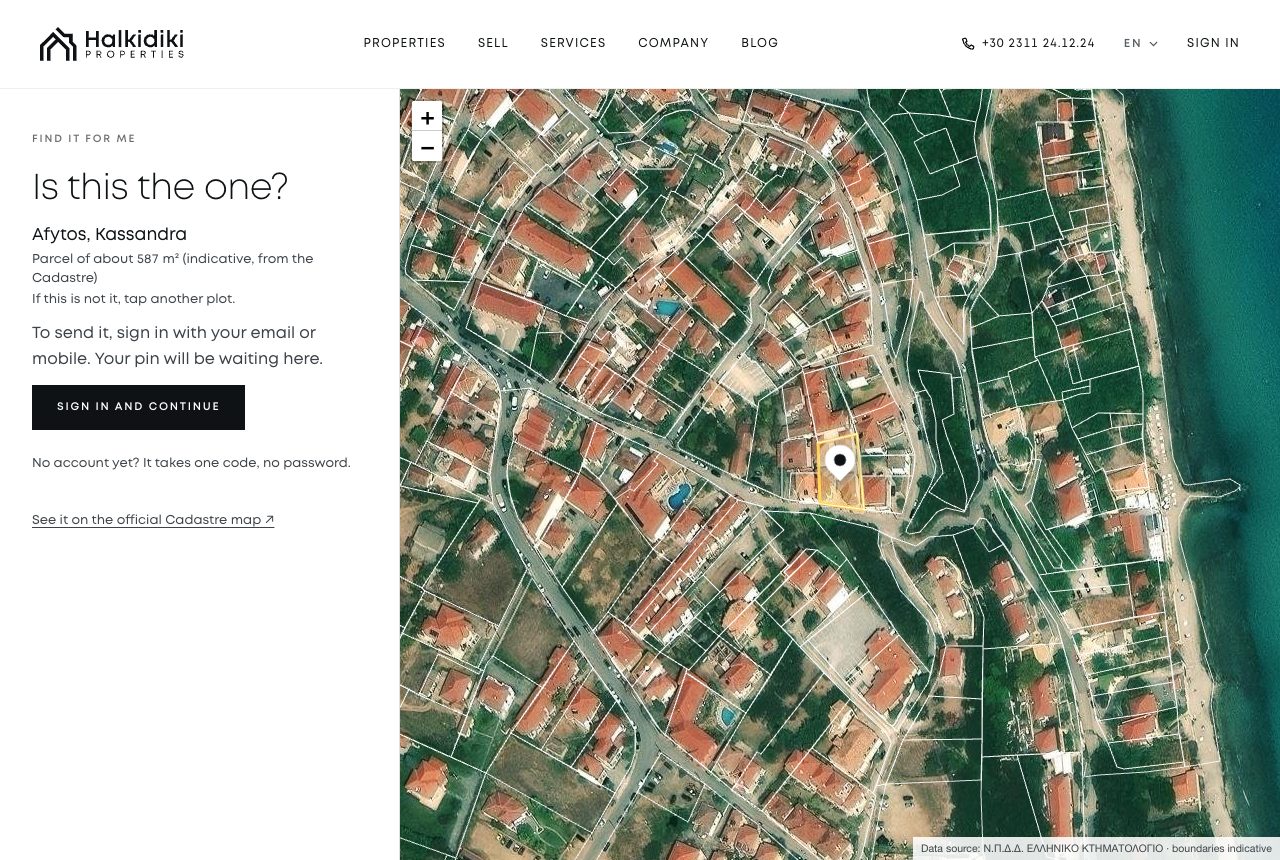 Halkidiki
PROPERTIES
PROPERTIES
SELL
SERVICES
COMPANY
BLOG
+30 2311 24.12.24
EN
SIGN IN
FIND IT FOR ME
Is this the one?
Afytos, Kassandra
Parcel of about 587 m² (indicative, from the
Cadastre)
If this is not it, tap another plot.
To send it, sign in with your email or
mobile. Your pin will be waiting here.
SIGN IN AND CONTINUE
No account yet? It takes one code, no password.
See it on the official Cadastre map ↗
+
−
Data source: Ν.Π.Δ.Δ. ΕΛΛΗΝΙΚΟ ΚΤΗΜΑΤΟΛΟΓΙΟ · boundaries indicative